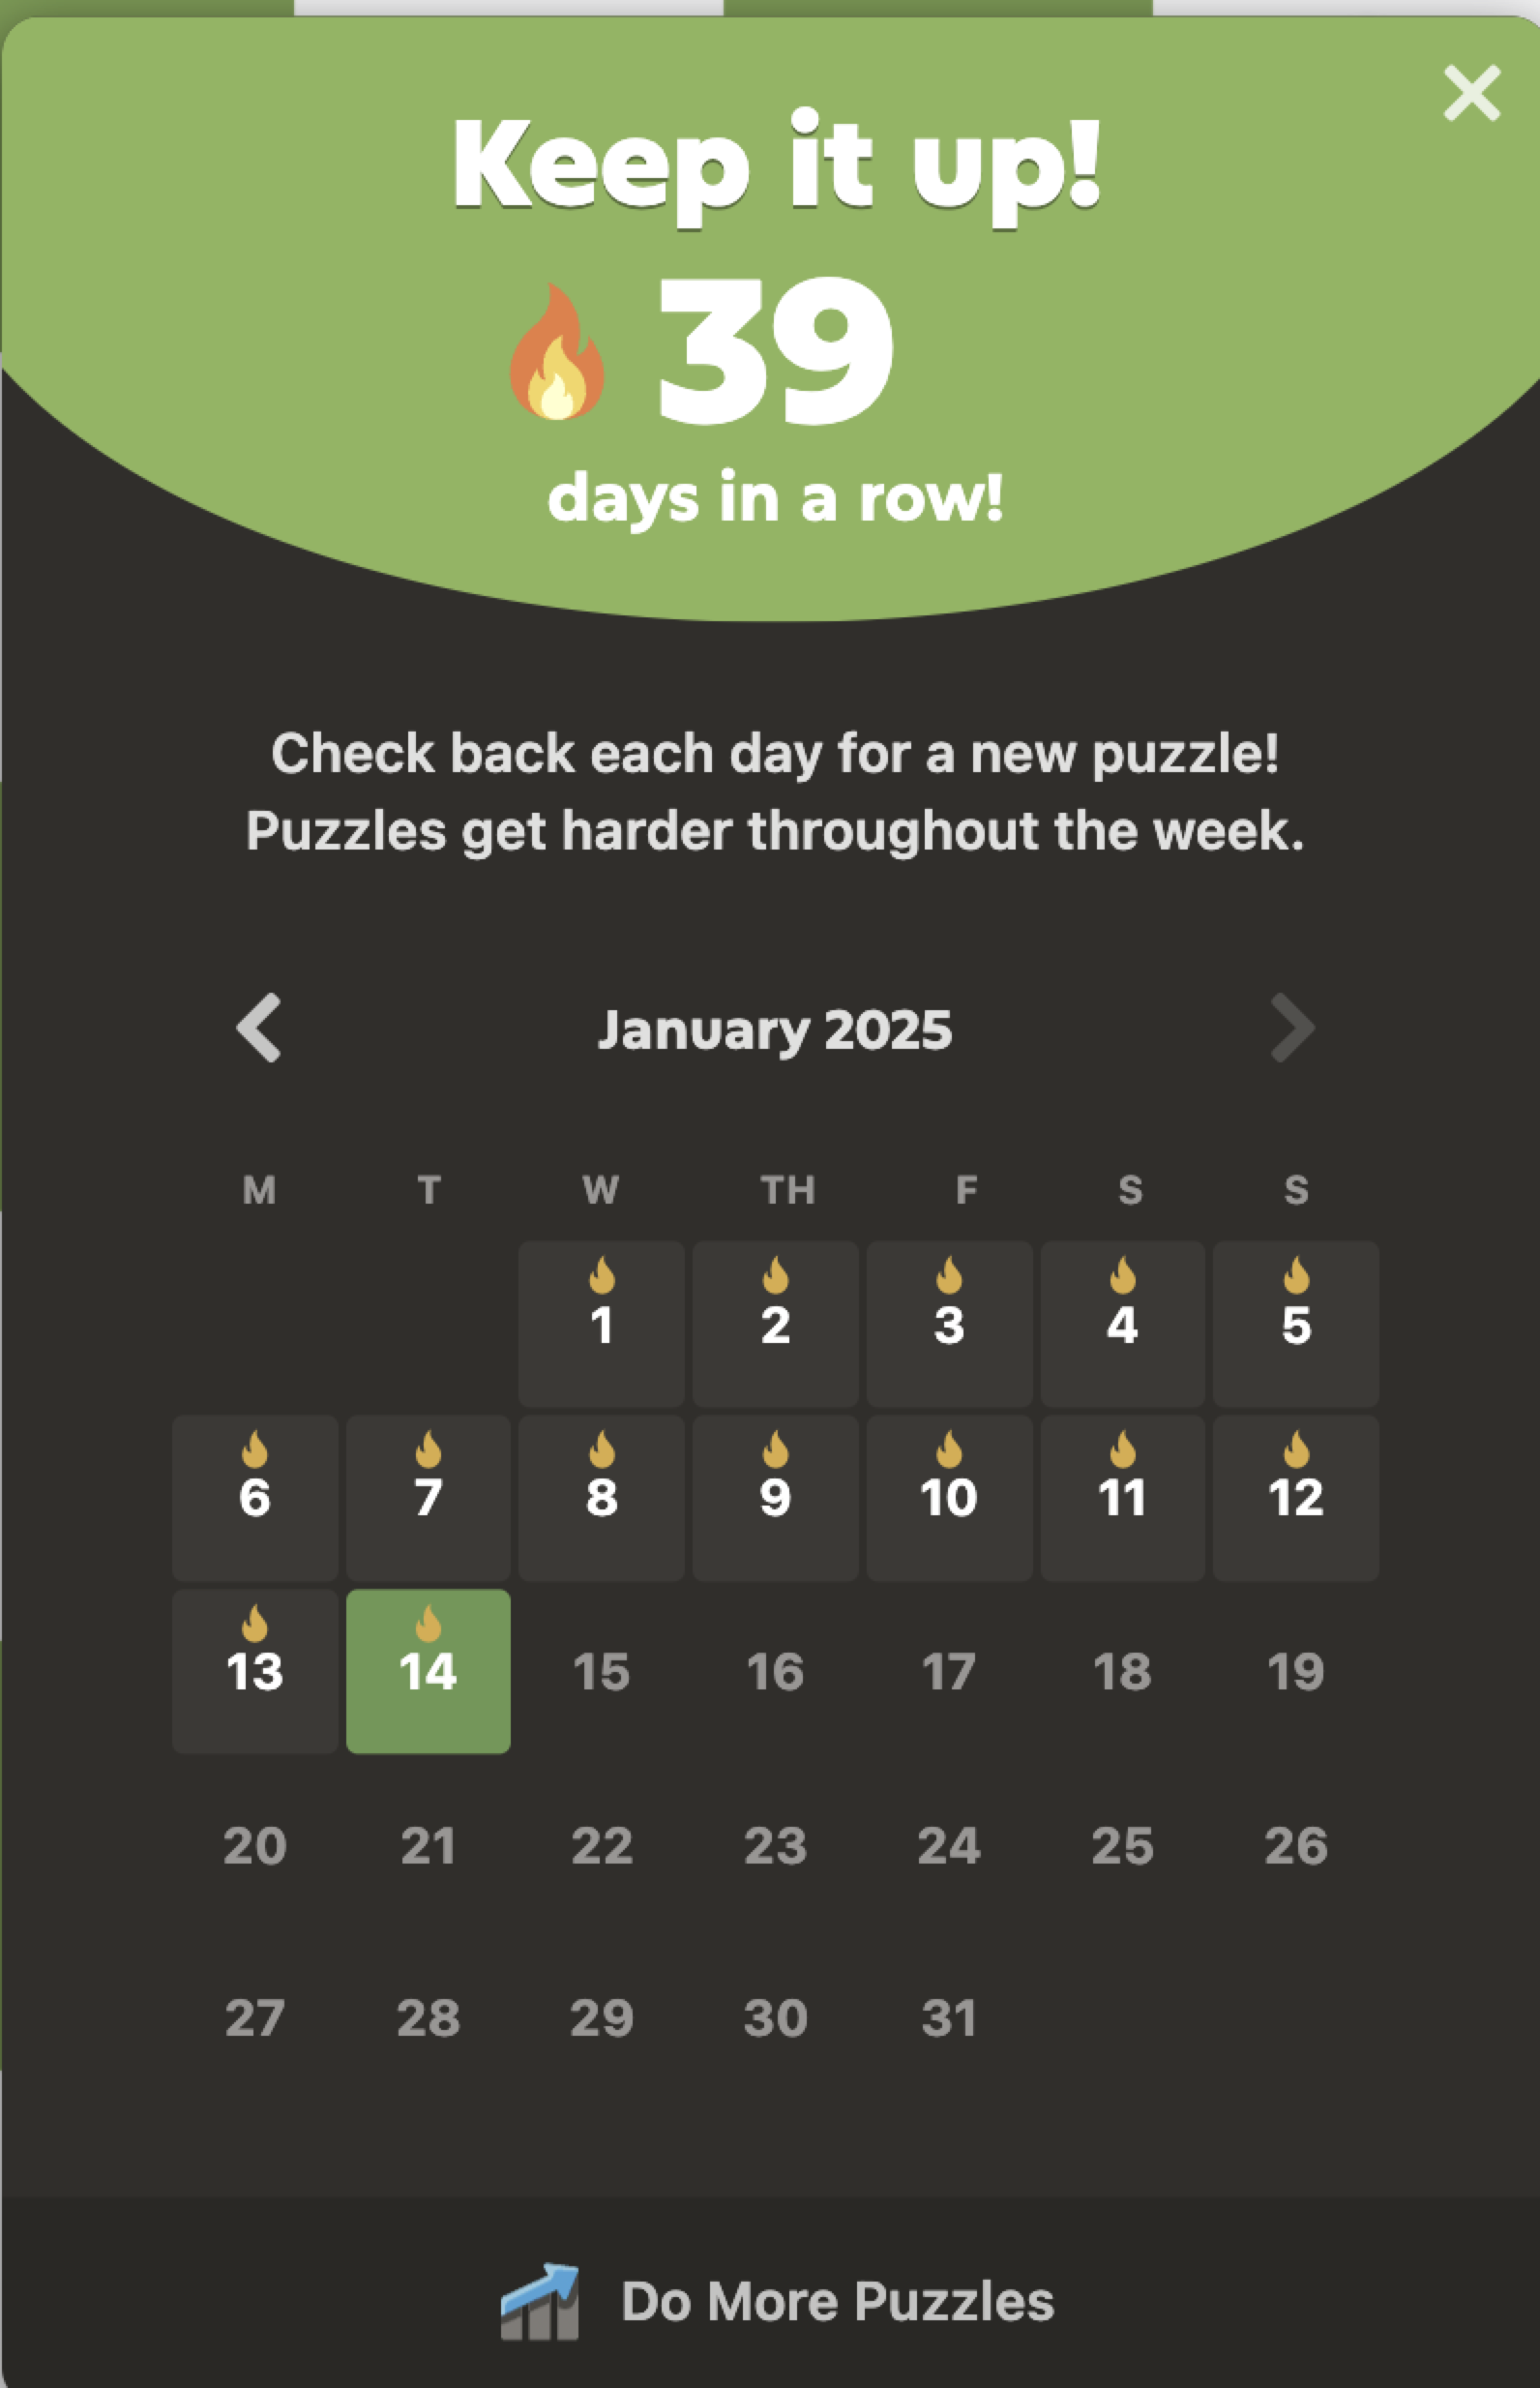 Keep it up!
39
days in a row!
Check back each day for a new puzzle!
Puzzles get harder throughout the week.
January 2025
M T W TH F S S
1 2 3 4 5
6 7 8 9 10 11 12
13 14 15 16 17 18 19
20 21 22 23 24 25 26
27 28 29 30 31
Do More Puzzles